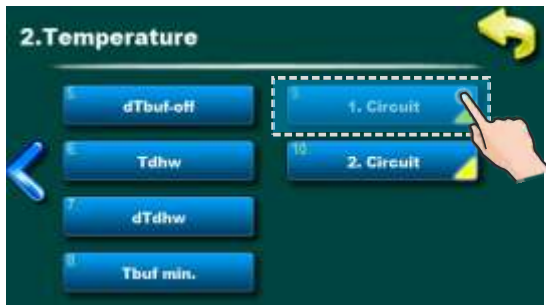 2.Temperature
5.
dTbuf-off
6.
Tdhw
7.
dTdhw
8.
Tbuf min.
9.
1. Circuit
10.
2. Circuit